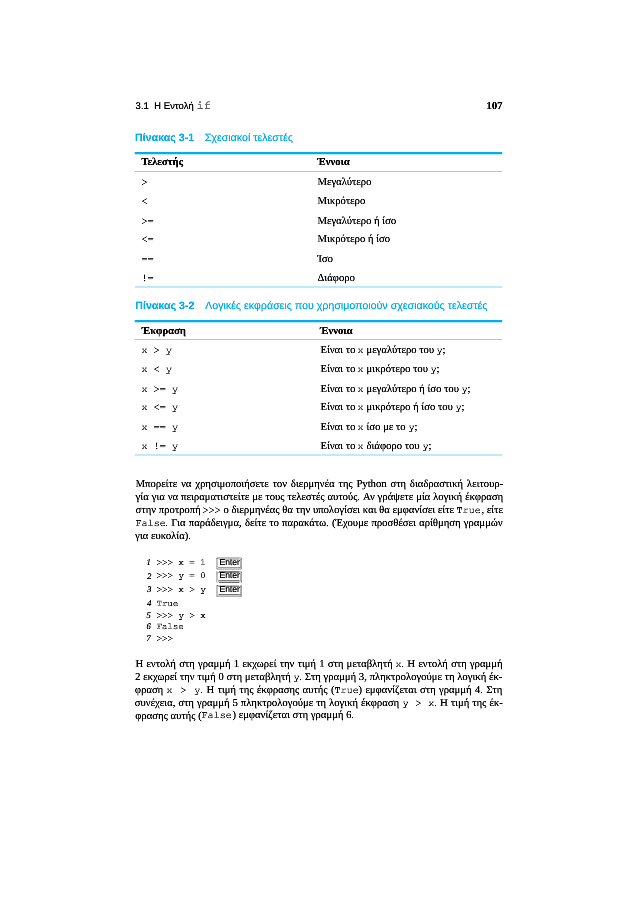 3.1 Η Εντολή if 107
Πίνακας 3-1 Σχεσιακοί τελεστές
Τελεστής Έννοια
> Μεγαλύτερο
< Μικρότερο
>= Μεγαλύτερο ή ίσο
<= Μικρότερο ή ίσο
== Ίσο
!= Διάφορο
Πίνακας 3-2 Λογικές εκφράσεις που χρησιμοποιούν σχεσιακούς τελεστές
Έκφραση Έννοια
x > y Είναι το x μεγαλύτερο του y;
x < y Είναι το x μικρότερο του y;
x >= y Είναι το x μεγαλύτερο ή ίσο του y;
x <= y Είναι το x μικρότερο ή ίσο του y;
x == y Είναι το x ίσο με το y;
x != y Είναι το x διάφορο του y;
Μπορείτε να χρησιμοποιήσετε τον διερμηνέα της Python στη διαδραστική λειτουρ-
γία για να πειραματιστείτε με τους τελεστές αυτούς. Αν γράψετε μία λογική έκφραση
στην προτροπή >>> ο διερμηνέας θα την υπολογίσει και θα εμφανίσει είτε True, είτε
False. Για παράδειγμα, δείτε το παρακάτω. (Έχουμε προσθέσει αρίθμηση γραμμών
για ευκολία).
1 >>> x = 1 Enter
2 >>> y = 0 Enter
3 >>> x > y Enter
4 True
5 >>> y > x
6 False
7 >>>
Η εντολή στη γραμμή 1 εκχωρεί την τιμή 1 στη μεταβλητή x. Η εντολή στη γραμμή
2 εκχωρεί την τιμή 0 στη μεταβλητή y. Στη γραμμή 3, πληκτρολογούμε τη λογική έκ-
φραση x > y. Η τιμή της έκφρασης αυτής (True) εμφανίζεται στη γραμμή 4. Στη
συνέχεια, στη γραμμή 5 πληκτρολογούμε τη λογική έκφραση y > x. Η τιμή της έκ-
φρασης αυτής (False) εμφανίζεται στη γραμμή 6.